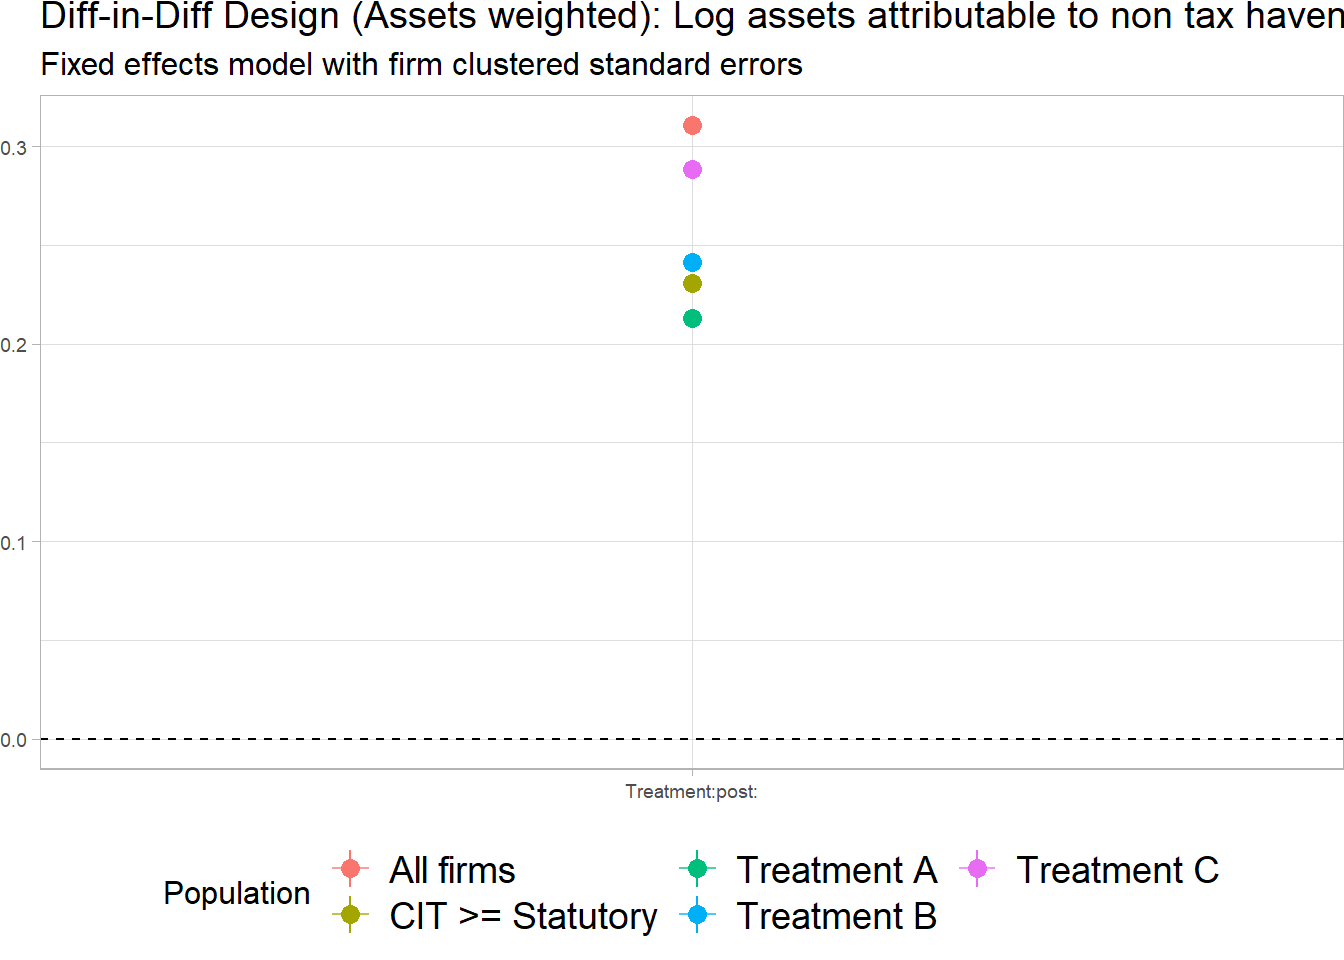 Diff-in-Diff Design (Assets weighted): Log assets attributable to non tax haven
Fixed effects model with firm clustered standard errors
0.3
0.2
0.1
0.0
Treatment:post:
Population
All firms
CIT >= Statutory
Treatment A
Treatment B
Treatment C